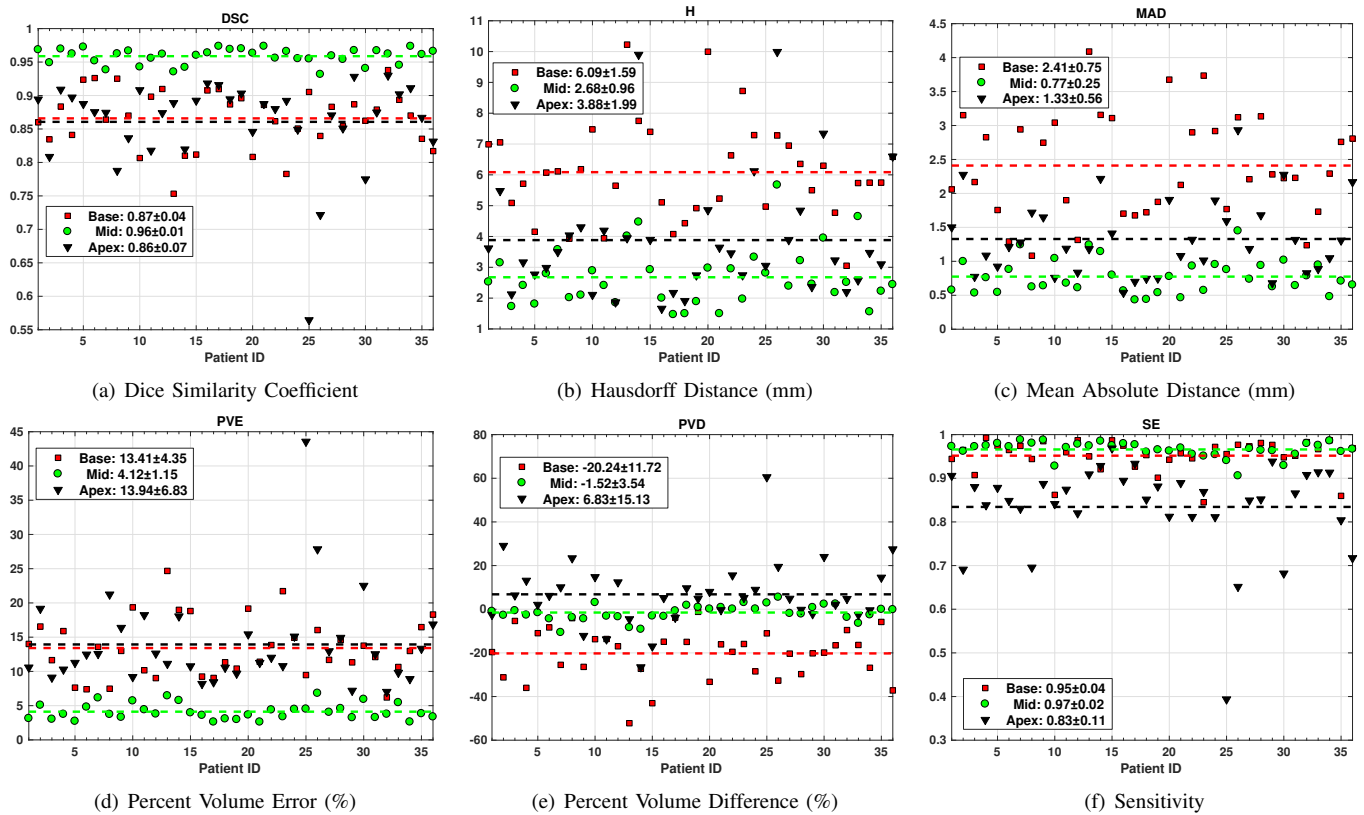 DSC
1
0.95
0.9
0.85
0.8
0.75
0.7
0.65
0.6
0.55
Base: 0.87±0.04
Mid: 0.96±0.01
Apex: 0.86±0.07
5 10 15 20 25 30 35
Patient ID
(a) Dice Similarity Coefficient
H
11
10
9
8
7
6
5
4
3
2
1
Base: 6.09±1.59
Mid: 2.68±0.96
Apex: 3.88±1.99
5 10 15 20 25 30 35
Patient ID
(b) Hausdorff Distance (mm)
MAD
4.5
4
3.5
3
2.5
2
1.5
1
0.5
0
Base: 2.41±0.75
Mid: 0.77±0.25
Apex: 1.33±0.56
5 10 15 20 25 30 35
Patient ID
(c) Mean Absolute Distance (mm)
PVE
45
40
35
30
25
20
15
10
5
0
Base: 13.41±4.35
Mid: 4.12±1.15
Apex: 13.94±6.83
5 10 15 20 25 30 35
Patient ID
(d) Percent Volume Error (%)
PVD
80
60
40
20
0
-20
-40
-60
Base: -20.24±11.72
Mid: -1.52±3.54
Apex: 6.83±15.13
5 10 15 20 25 30 35
Patient ID
(e) Percent Volume Difference (%)
SE
1
0.9
0.8
0.7
0.6
0.5
0.4
0.3
Base: 0.95±0.04
Mid: 0.97±0.02
Apex: 0.83±0.11
5 10 15 20 25 30 35
Patient ID
(f) Sensitivity